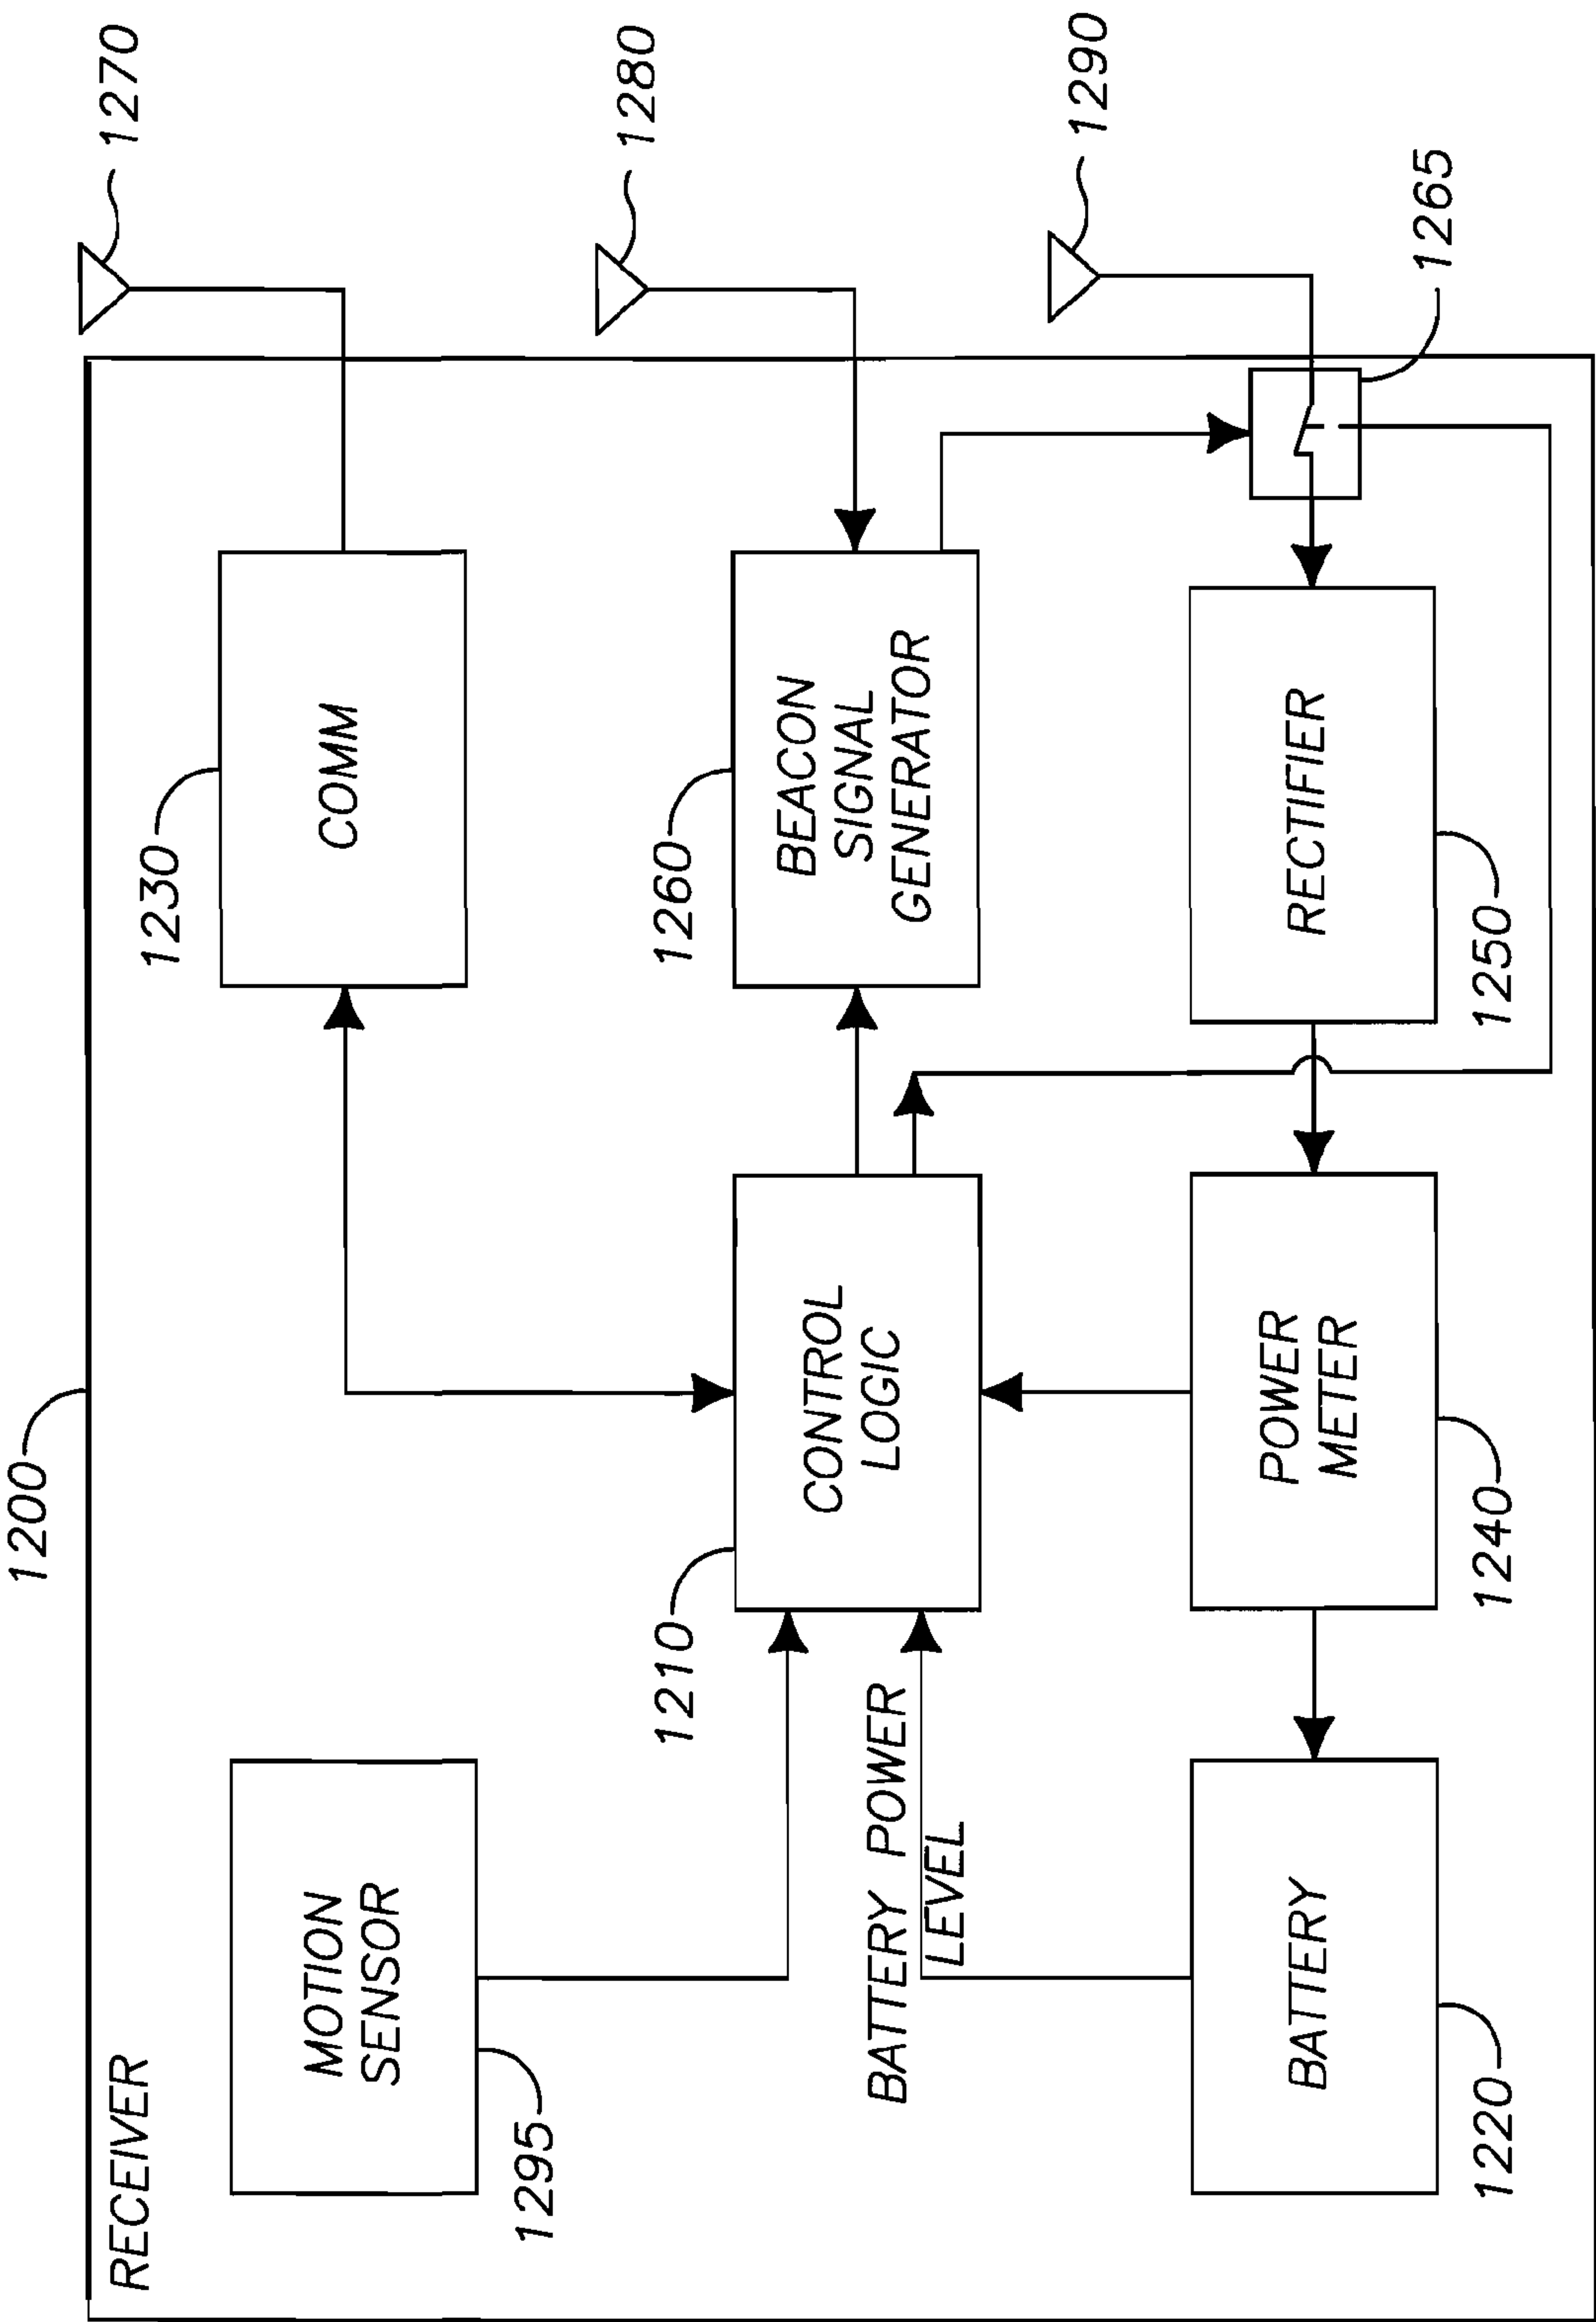 1200
RECEIVER
MOTION
SENSOR
1295
1230
COMM
1270
1210
CONTROL
LOGIC
1260
BEACON
SIGNAL
GENERATOR
1280
BATTERY POWER
LEVEL
BATTERY
1220
POWER
METER
1240
RECTIFIER
1250
1290
1265